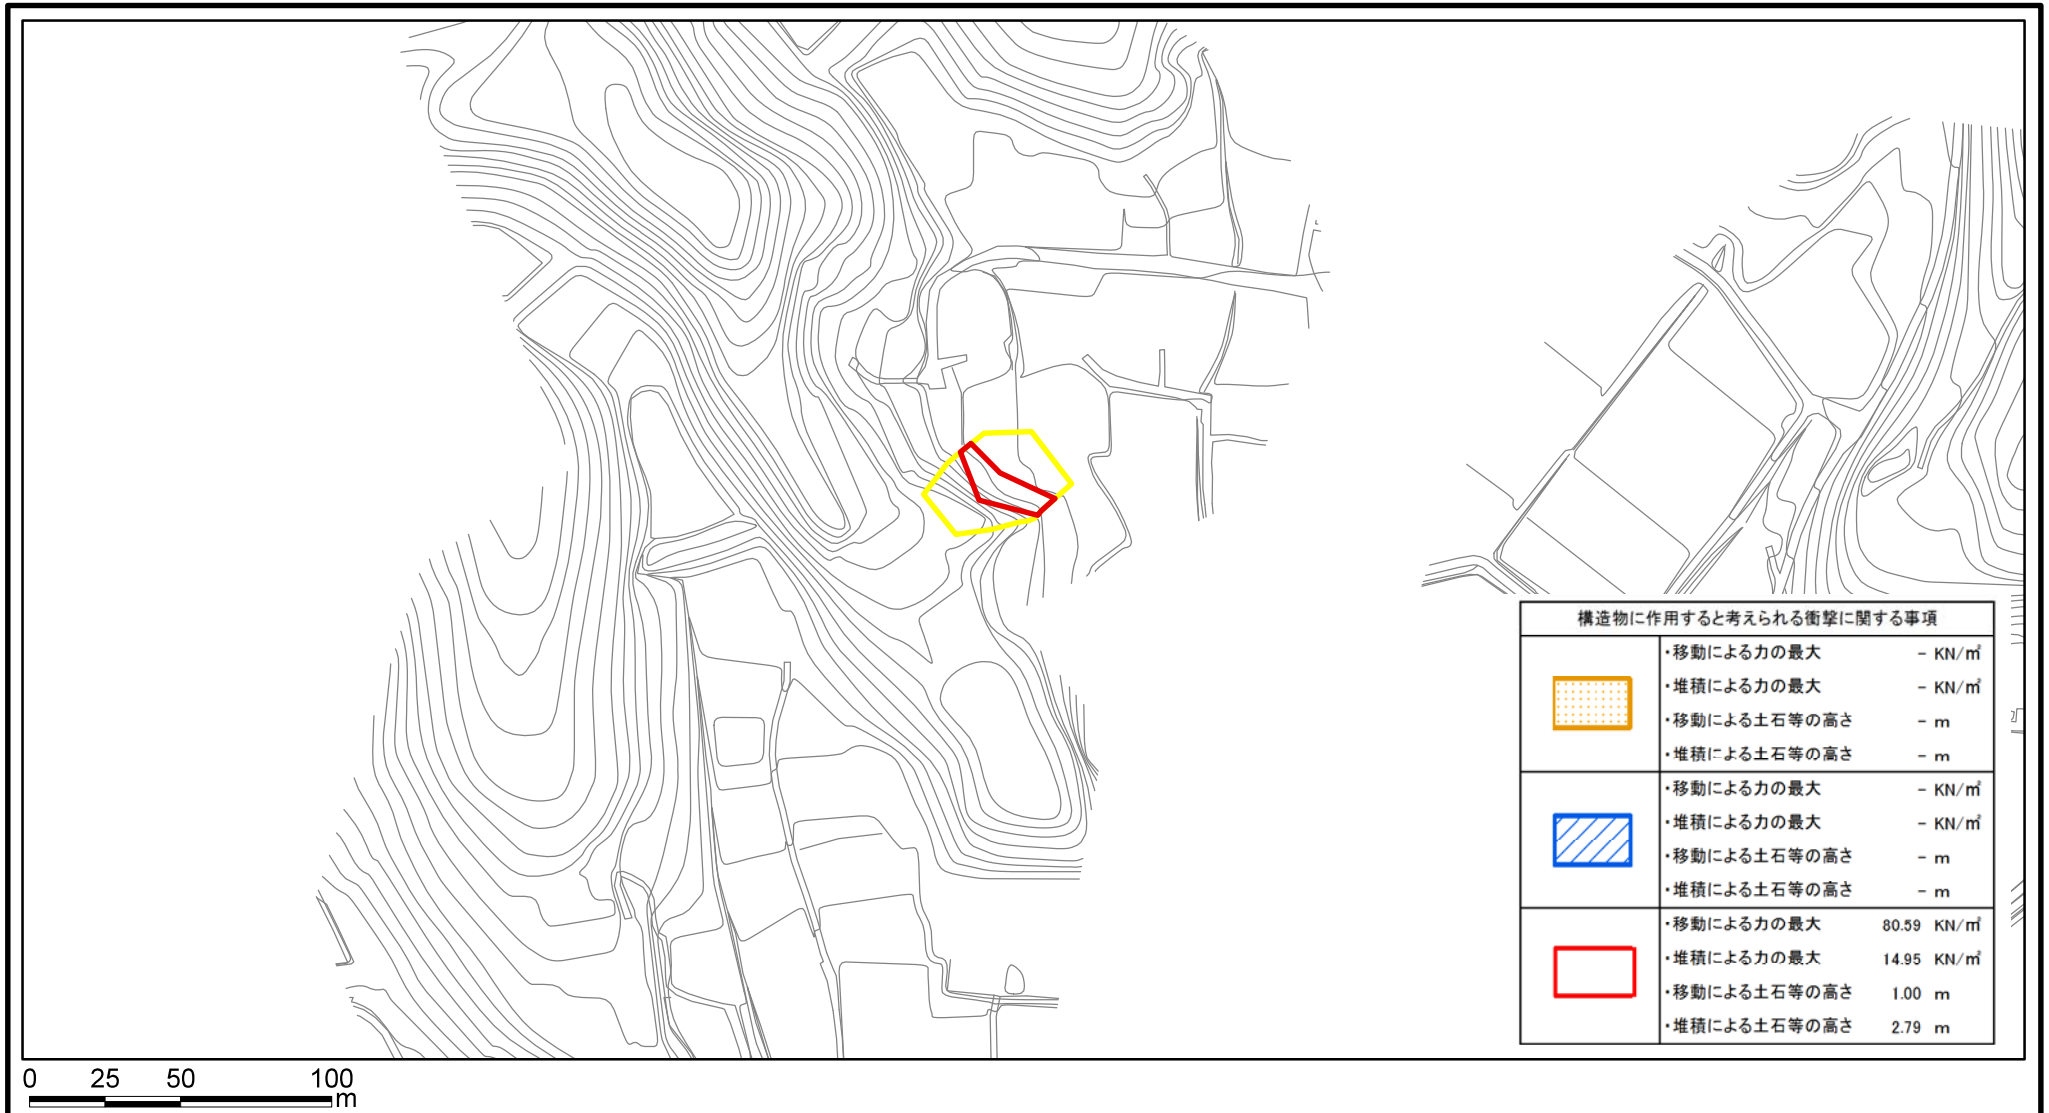 構造物に作用すると考えられる衝撃に関する事項
・移動による力の最大 － KN/㎡
・堆積による力の最大 － KN/㎡
・移動による土石等の高さ － m
・堆積による土石等の高さ － m
・移動による力の最大 － KN/㎡
・堆積による力の最大 － KN/㎡
・移動による土石等の高さ － m
・堆積による土石等の高さ － m
・移動による力の最大 80.59 KN/㎡
・堆積による力の最大 14.95 KN/㎡
・移動による土石等の高さ 1.00 m
・堆積による土石等の高さ 2.79 m
0 25 50 100
m